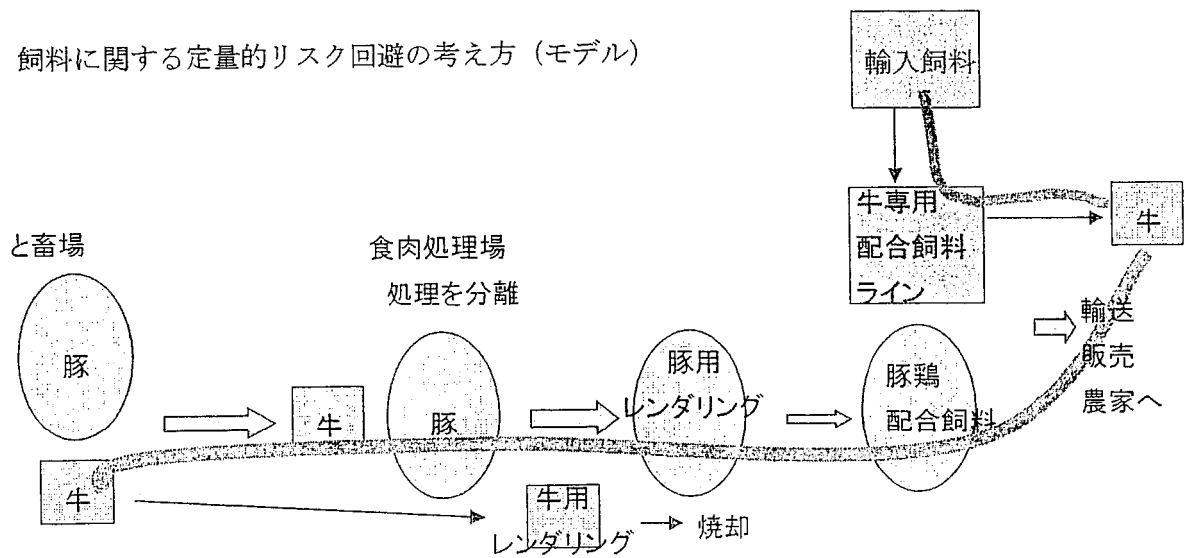 飼料に関する定量的リスク回避の考え方（モデル）
輸入飼料
牛専用
配合飼料
ライン
牛
と畜場
豚
牛
食肉処理場
処理を分離
牛
豚
豚用
レンダリング
豚鶏
配合飼料
輸送
販売
農家へ
牛用
レンダリング
焼却